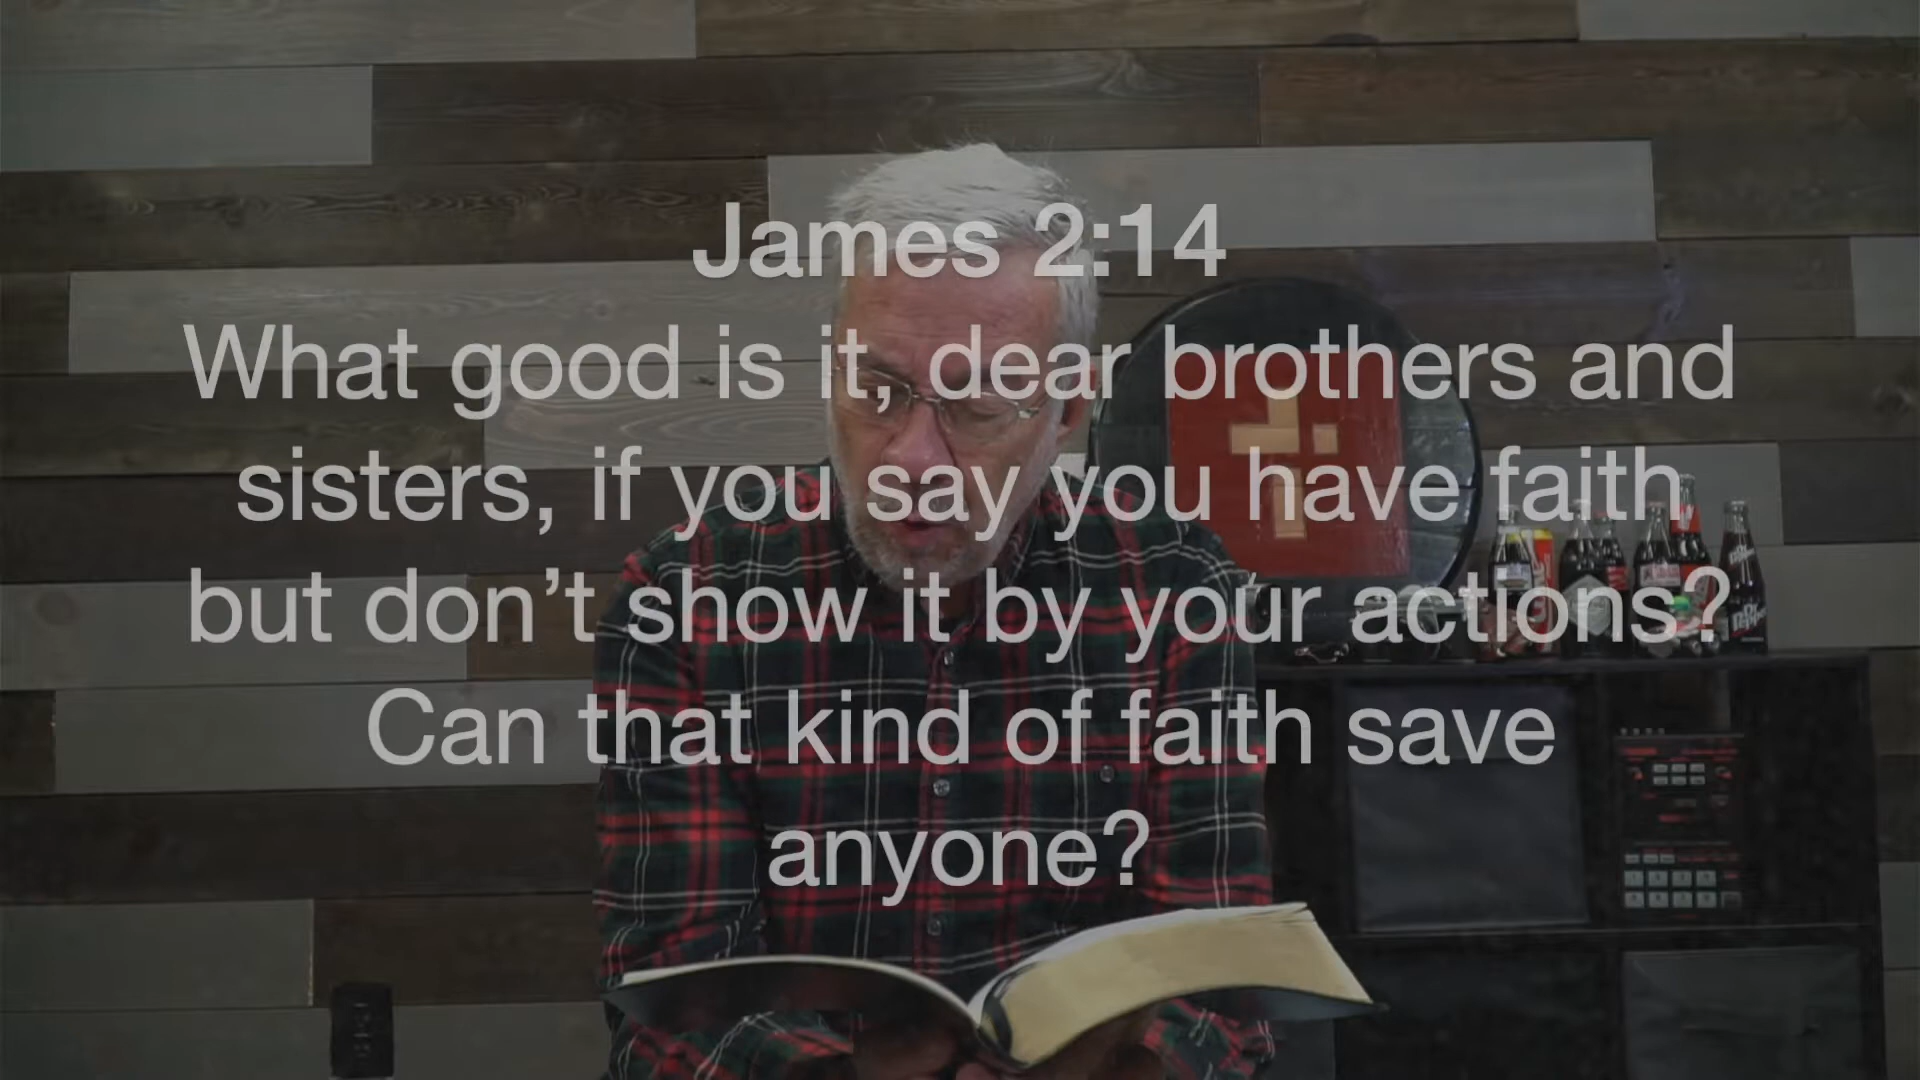 James 2:14
What good is it, dear brothers and
sisters, if you say you have faith
but don’t show it by your actions?
Can that kind of faith save
anyone?